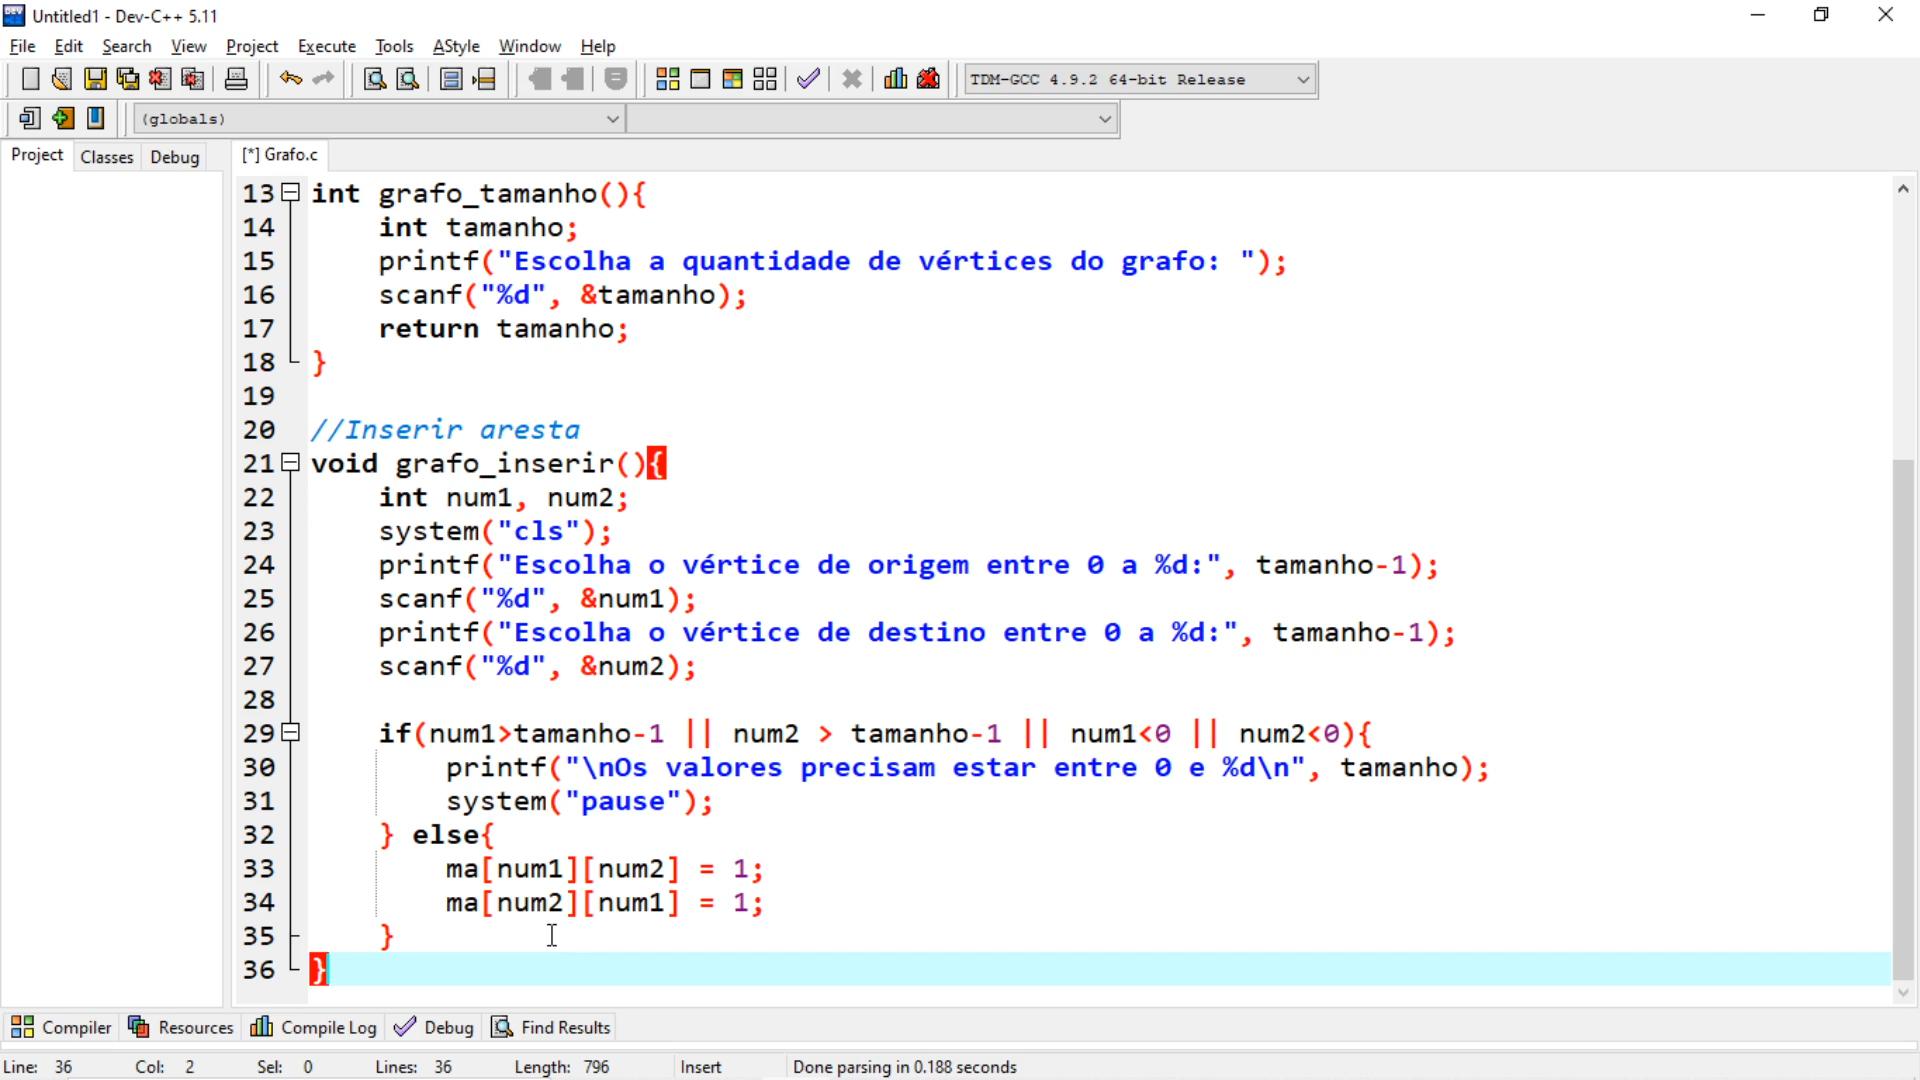 Untitled1 - Dev-C++ 5.11
File Edit Search View Project Execute Tools AStyle Window Help
TDM-GCC 4.9.2 64-bit Release
(globals)
Project Classes Debug [*] Grafo.c
13 int grafo_tamanho(){
14 int tamanho;
15 printf("Escolha a quantidade de vértices do grafo: ");
16 scanf("%d", &tamanho);
17 return tamanho;
18 }
19
20 //Inserir aresta
21 void grafo_inserir(){
22 int num1, num2;
23 system("cls");
24 printf("Escolha o vértice de origem entre 0 a %d:", tamanho-1);
25 scanf("%d", &num1);
26 printf("Escolha o vértice de destino entre 0 a %d:", tamanho-1);
27 scanf("%d", &num2);
28
29 if(num1>tamanho-1 || num2 > tamanho-1 || num1<0 || num2<0){
30 printf("\nOs valores precisam estar entre 0 e %d\n", tamanho);
31 system("pause");
32 } else{
33 ma[num1][num2] = 1;
34 ma[num2][num1] = 1;
35 }
36 }
Compiler Resources Compile Log Debug Find Results
Line: 36 Col: 2 Sel: 0 Lines: 36 Length: 796 Insert Done parsing in 0.188 seconds